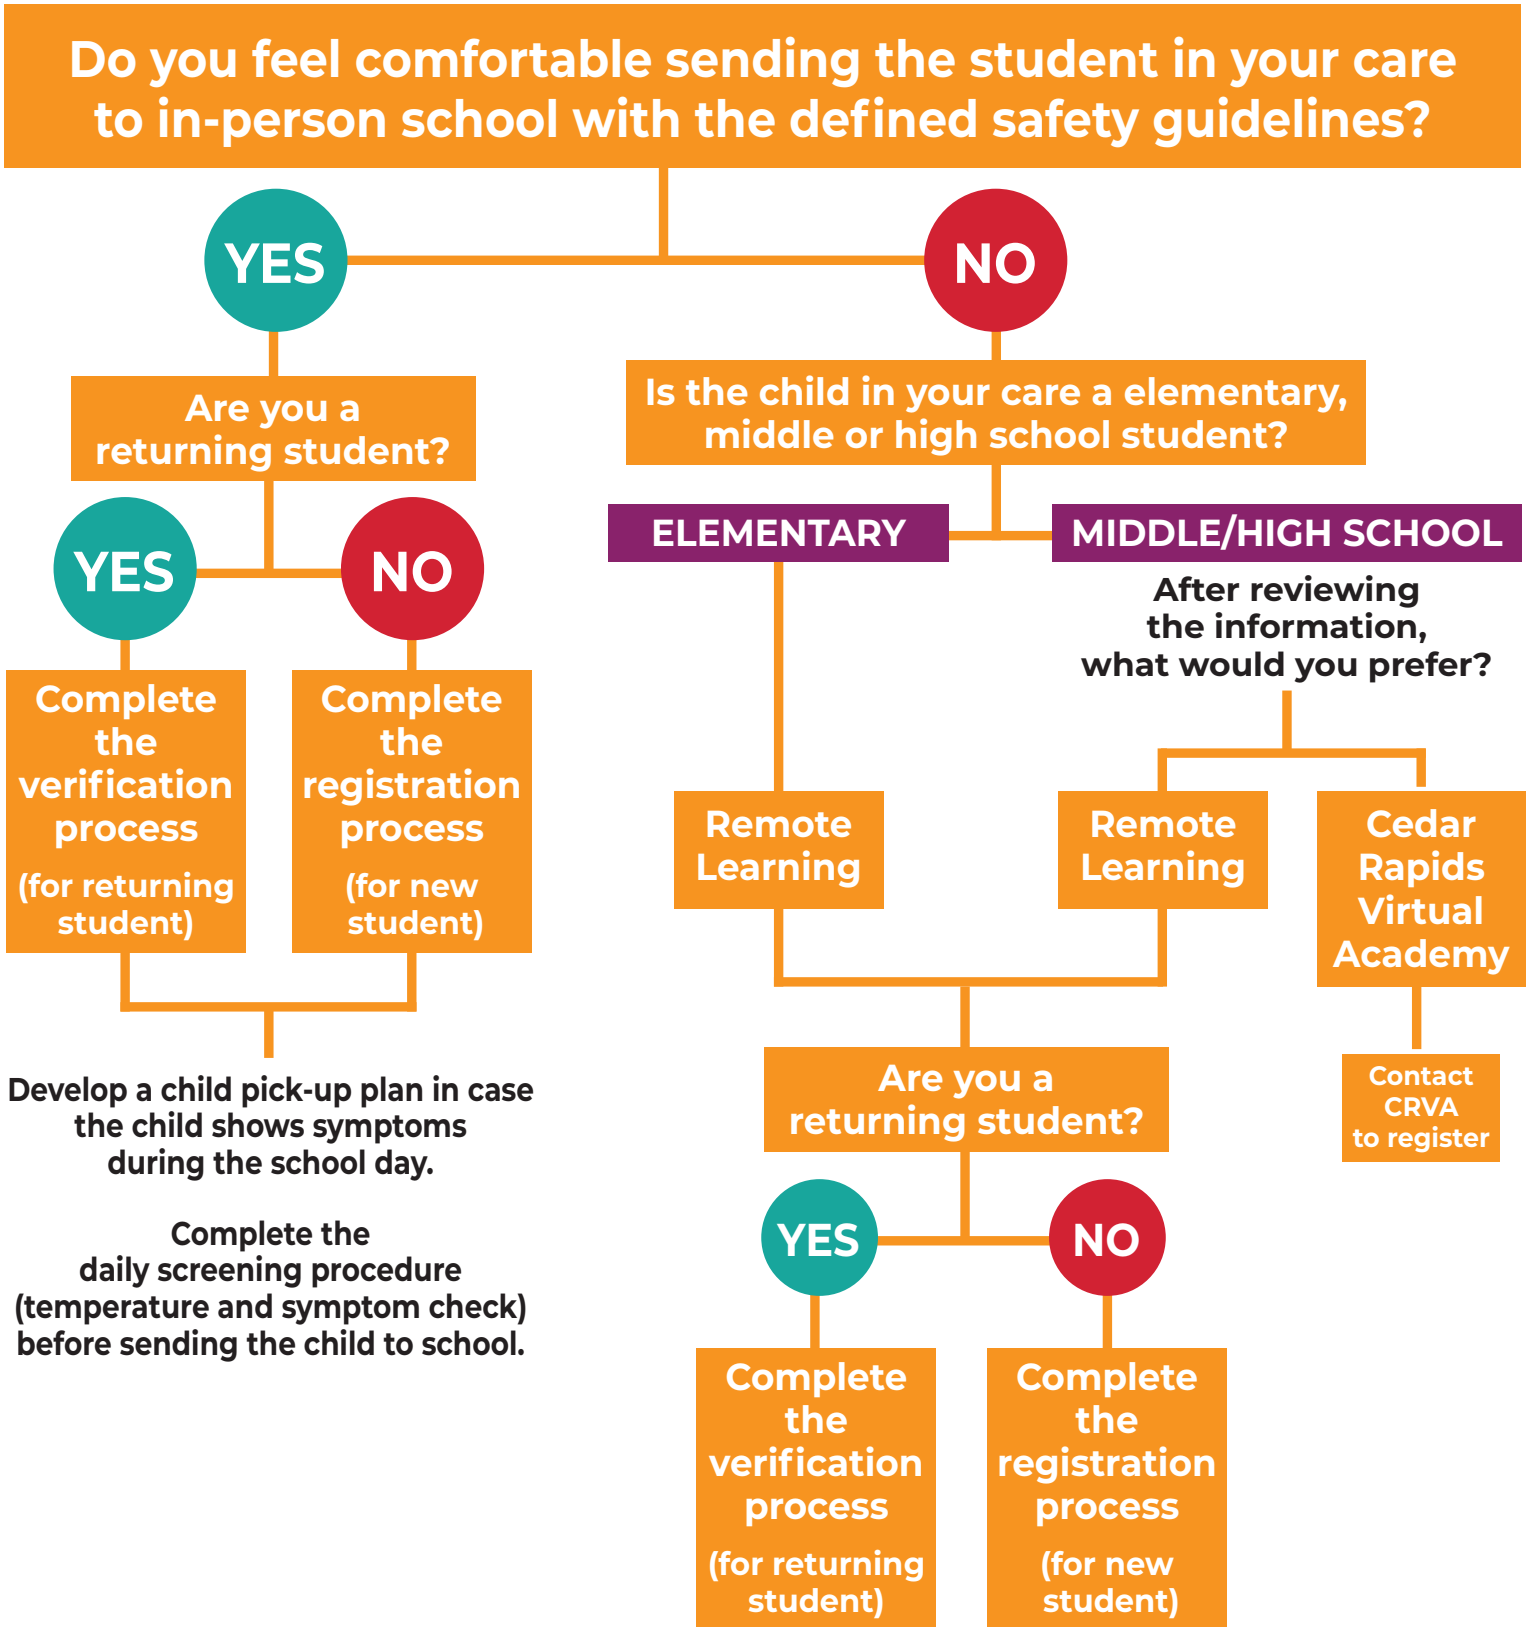 Do you feel comfortable sending the student in your care
to in-person school with the defined safety guidelines?
YES
NO
Are you a
returning student?
YES
NO
Complete
the
verification
process
(for returning
student)
Complete
the
registration
process
(for new
student)
Develop a child pick-up plan in case
the child shows symptoms
during the school day.
Complete the
daily screening procedure
(temperature and symptom check)
before sending the child to school.
Is the child in your care a elementary,
middle or high school student?
ELEMENTARY
MIDDLE/HIGH SCHOOL
After reviewing
the information,
what would you prefer?
Remote
Learning
Remote
Learning
Cedar
Rapids
Virtual
Academy
Contact
CRVA
to register
Are you a
returning student?
YES
NO
Complete
the
verification
process
(for returning
student)
Complete
the
registration
process
(for new
student)